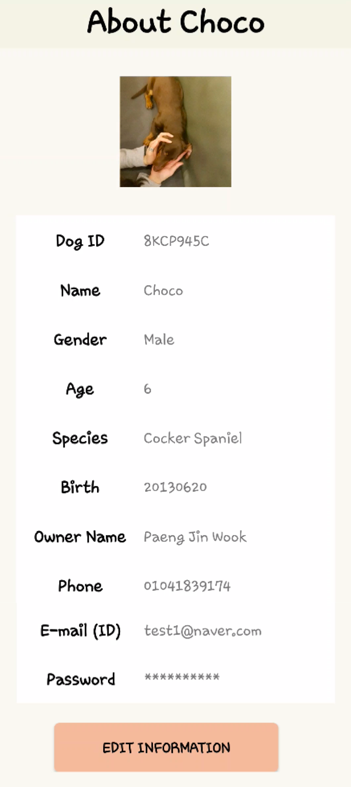 About Choco
Dog ID 8KCP945C
Name Choco
Gender Male
Age 6
Species Cocker Spaniel
Birth 20130620
Owner Name Paeng Jin Wook
Phone 01041839174
E-mail (ID) test1@naver.com
Password **********
EDIT INFORMATION